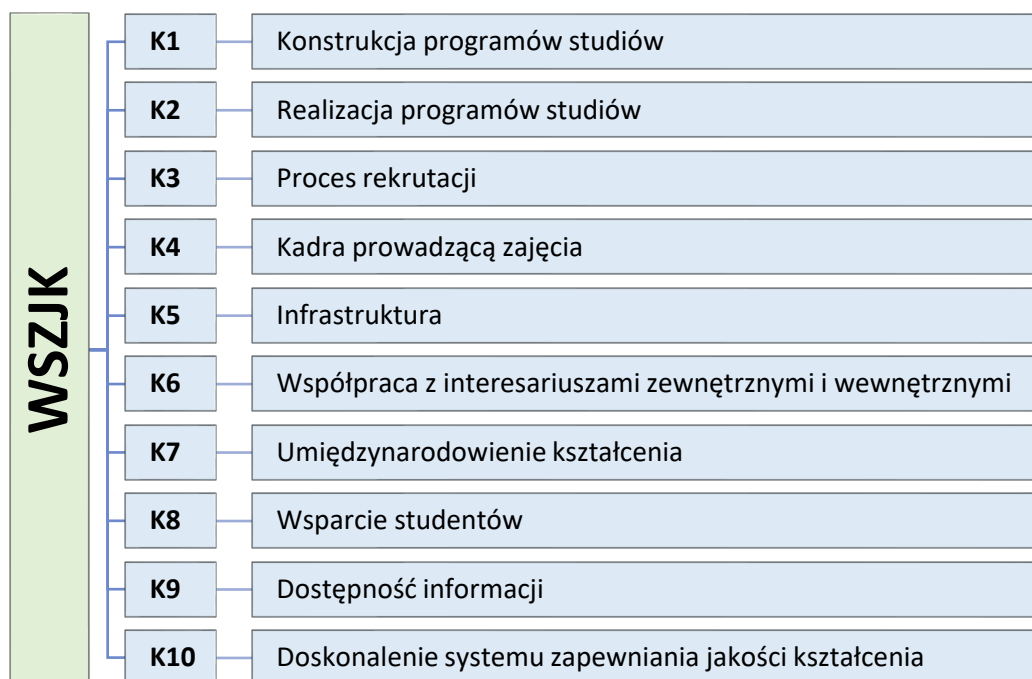 WSZJK
K1 Konstrukcja programów studiów
K2 Realizacja programów studiów
K3 Proces rekrutacji
K4 Kadra prowadzącą zajęcia
K5 Infrastruktura
K6 Współpraca z interesariuszami zewnętrznymi i wewnętrznymi
K7 Umiędzynarodowienie kształcenia
K8 Wsparcie studentów
K9 Dostępność informacji
K10 Doskonalenie systemu zapewniania jakości kształcenia